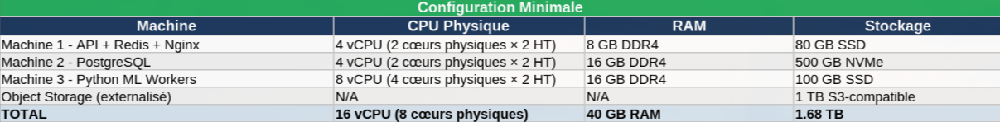 Configuration Minimale
Machine CPU Physique RAM Stockage
Machine 1 - API + Redis + Nginx 4 vCPU (2 cœurs physiques × 2 HT) 8 GB DDR4 80 GB SSD
Machine 2 - PostgreSQL 4 vCPU (2 cœurs physiques × 2 HT) 16 GB DDR4 500 GB NVMe
Machine 3 - Python ML Workers 8 vCPU (4 cœurs physiques × 2 HT) 16 GB DDR4 100 GB SSD
Object Storage (externalisé) N/A N/A 1 TB S3-compatible
TOTAL 16 vCPU (8 cœurs physiques) 40 GB RAM 1.68 TB